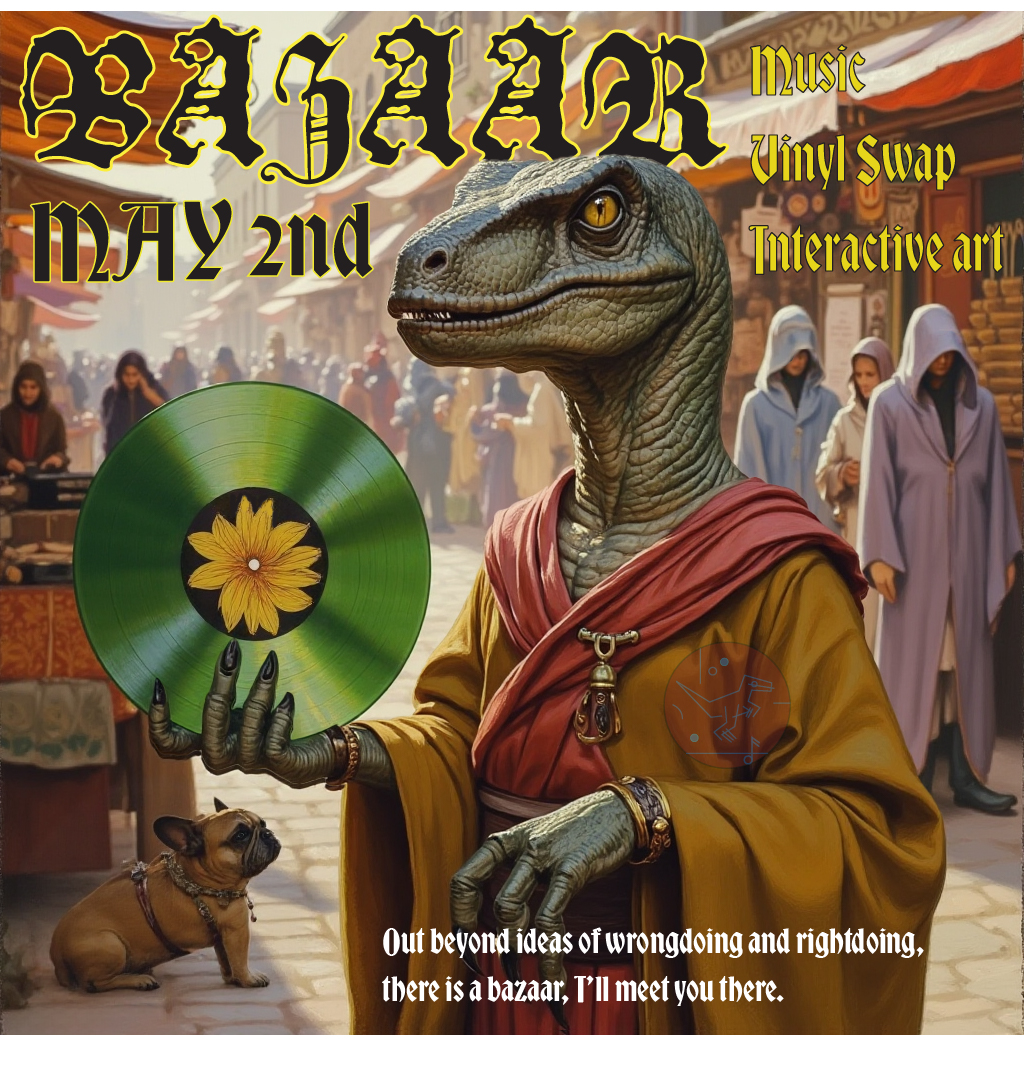 BAZAAR
MAY 2nd
Music
Vinyl Swap
Interactive art
Out beyond ideas of wrongdoing and rightdoing,
there is a bazaar, I'll meet you there.